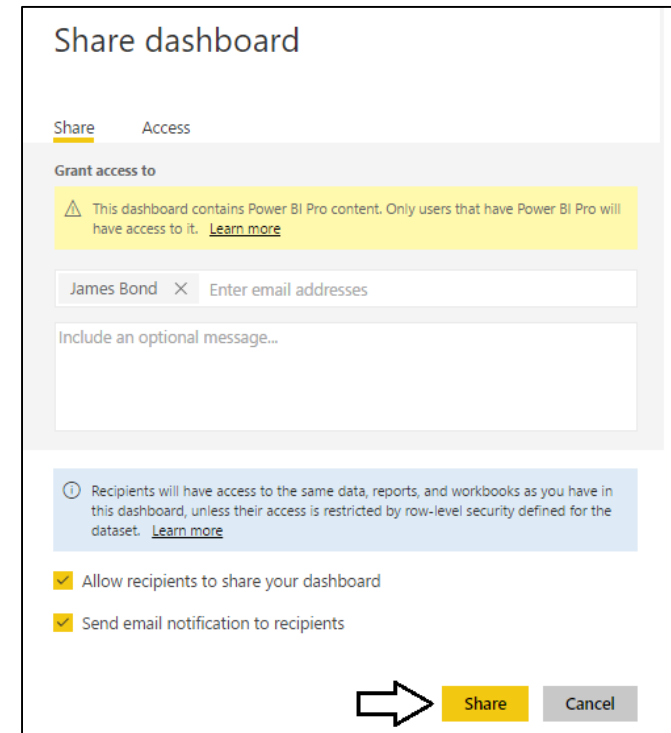 Share dashboard
Share Access
Grant access to
This dashboard contains Power BI Pro content. Only users that have Power BI Pro will
have access to it. Learn more
James Bond Enter email addresses
Include an optional message...
Recipients will have access to the same data, reports, and workbooks as you have in
this dashboard, unless their access is restricted by row-level security defined for the
dataset. Learn more
Allow recipients to share your dashboard
Send email notification to recipients
Share Cancel